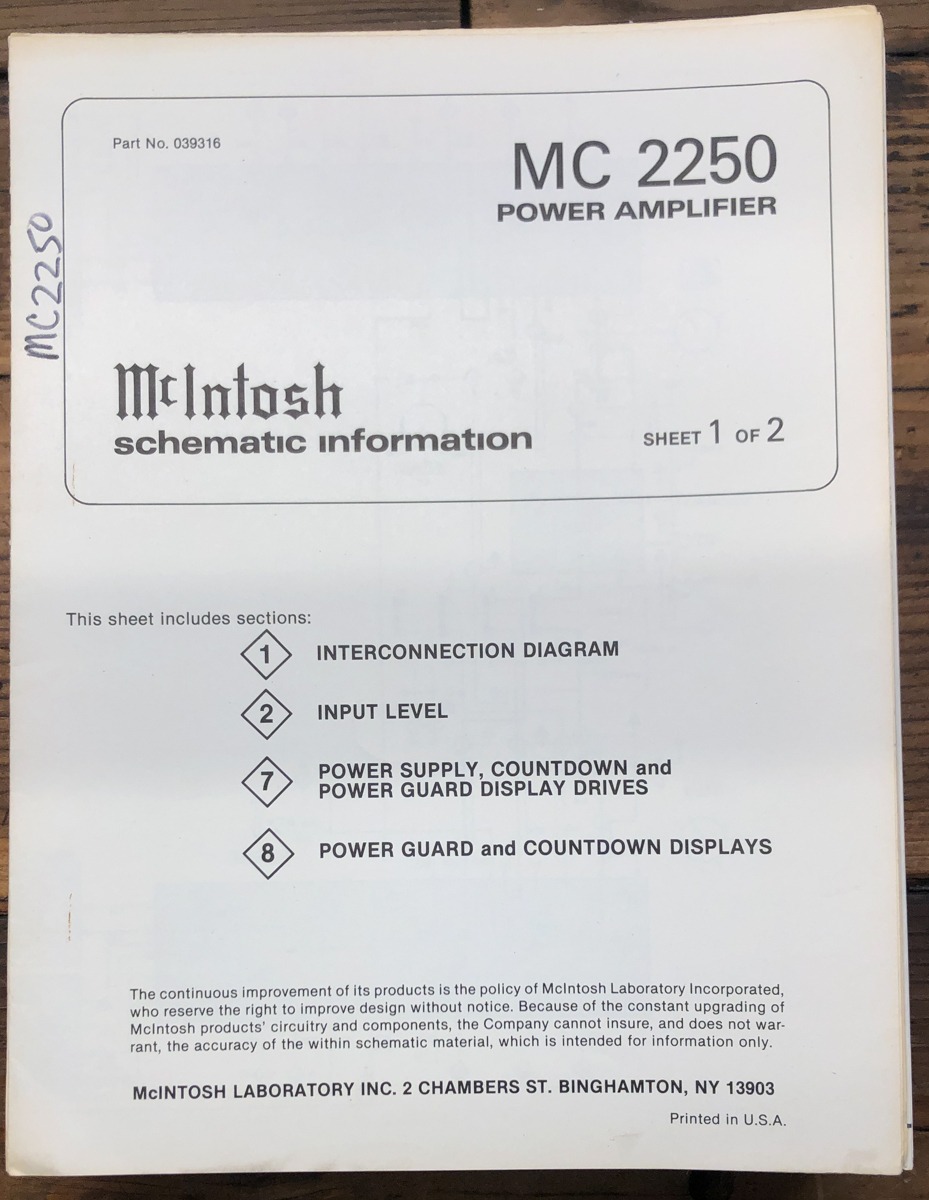 Part No. 039316
MC 2250
POWER AMPLIFIER
MC2250
McIntosh
schematic information
SHEET 1 OF 2
This sheet includes sections:
1 INTERCONNECTION DIAGRAM
2 INPUT LEVEL
7 POWER SUPPLY, COUNTDOWN and
POWER GUARD DISPLAY DRIVES
8 POWER GUARD and COUNTDOWN DISPLAYS
The continuous improvement of its products is the policy of McIntosh Laboratory Incorporated,
who reserve the right to improve design without notice. Because of the constant upgrading of
McIntosh products' circuitry and components, the Company cannot insure, and does not war-
rant, the accuracy of the within schematic material, which is intended for information only.
McINTOSH LABORATORY INC. 2 CHAMBERS ST. BINGHAMTON, NY 13903
Printed in U.S.A.